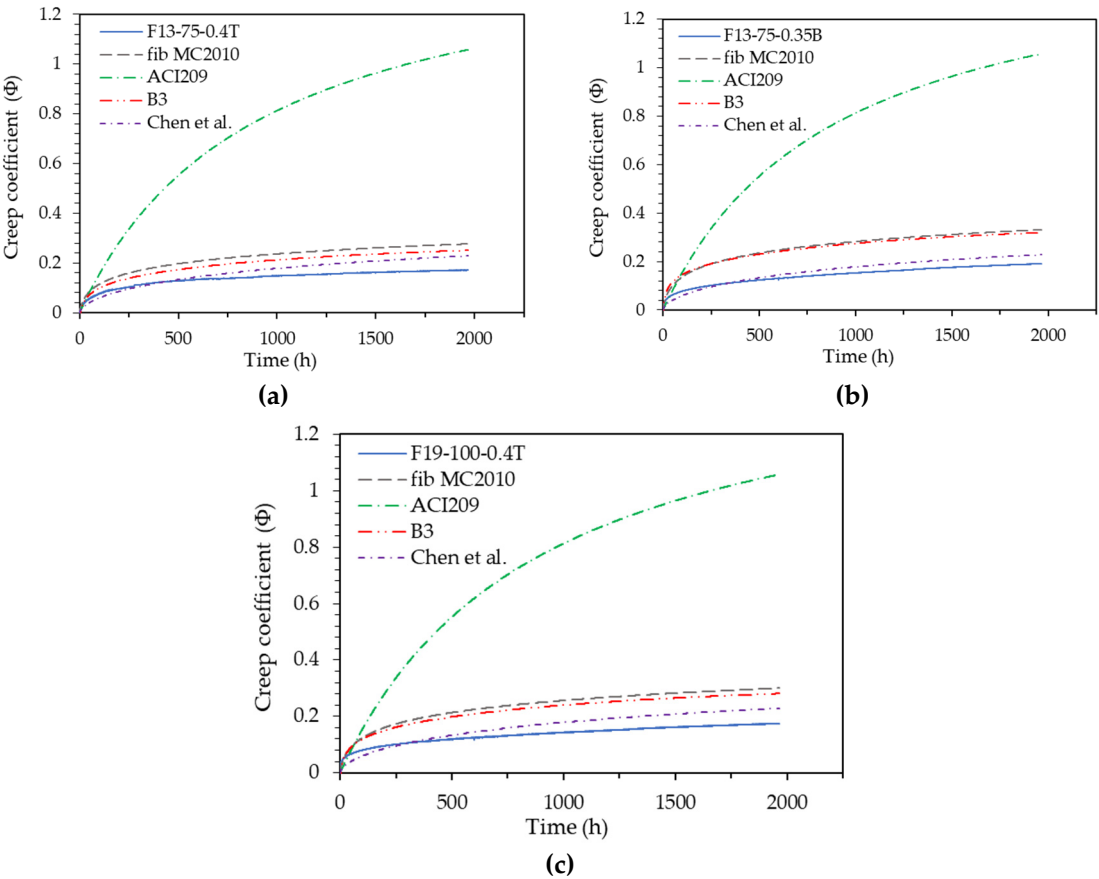 1.2
1
0.8
0.6
0.4
0.2
0
Creep coefficient (Φ)
F13-75-0.4T
fib MC2010
ACI209
B3
Chen et al.
0 500 1000 1500 2000
Time (h)
(a)
1.2
1
0.8
0.6
0.4
0.2
0
Creep coefficient (Φ)
F13-75-0.35B
fib MC2010
ACI209
B3
Chen et al.
0 500 1000 1500 2000
Time (h)
(b)
1.2
1
0.8
0.6
0.4
0.2
0
Creep coefficient (Φ)
F19-100-0.4T
fib MC2010
ACI209
B3
Chen et al.
0 500 1000 1500 2000
Time (h)
(c)